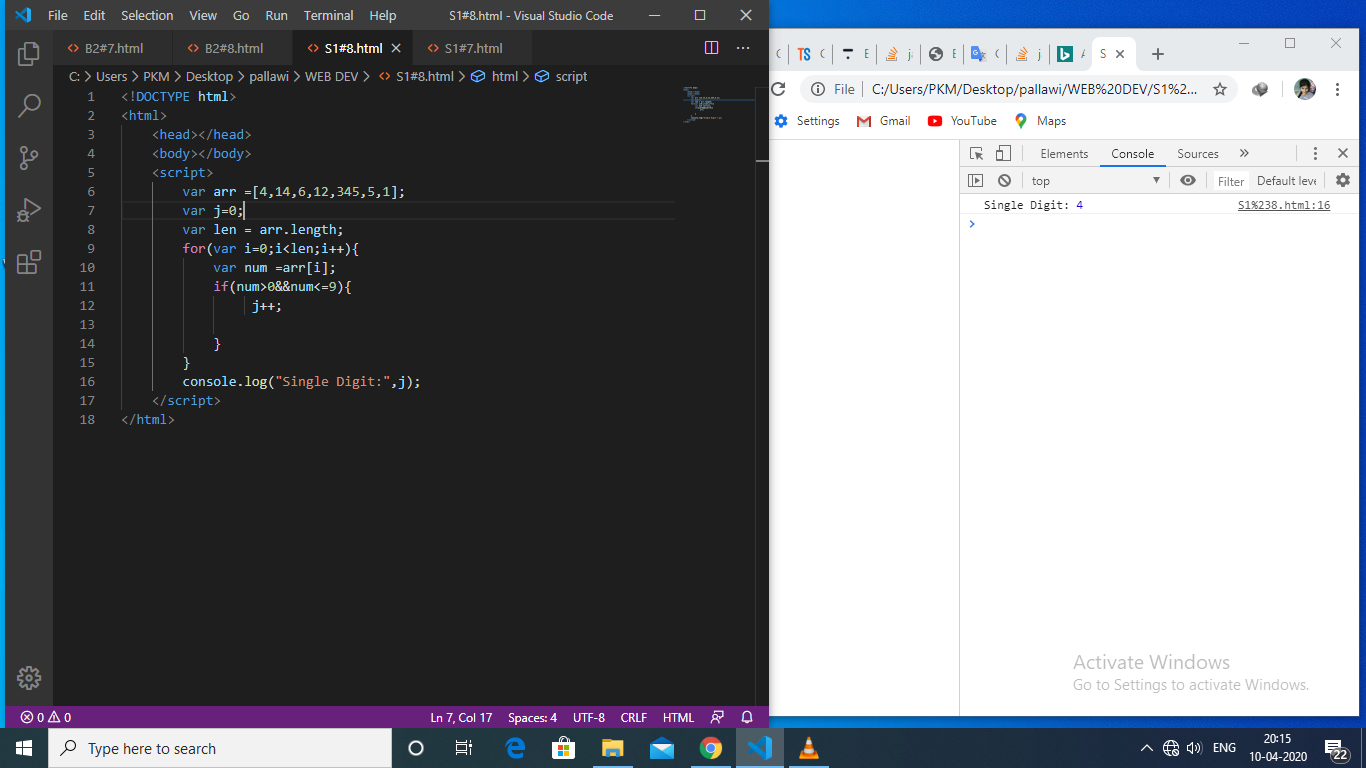 File Edit Selection View Go Run Terminal Help S1#8.html - Visual Studio Code
B2#7.html B2#8.html S1#8.html S1#7.html
C: > Users > PKM > Desktop > pallawi > WEB DEV > S1#8.html > html > script
1 <!DOCTYPE html>
2 <html>
3 <head></head>
4 <body></body>
5 <script>
6 var arr =[4,14,6,12,345,5,1];
7 var j=0;
8 var len = arr.length;
9 for(var i=0;i<len;i++){
10 var num =arr[i];
11 if(num>0&&num<=9){
12 j++;
13
14 }
15 }
16 console.log("Single Digit:",j);
17 </script>
18 </html>
0 0 Ln 7, Col 17 Spaces: 4 UTF-8 CRLF HTML
TS S
File C:/Users/PKM/Desktop/pallawi/WEB%20DEV/S1%2...
Settings Gmail YouTube Maps
Elements Console Sources »
top Filter Default leve
Single Digit: 4 S1%238.html:16
>
Activate Windows
Go to Settings to activate Windows.
Type here to search
ENG 20:15
10-04-2020
22